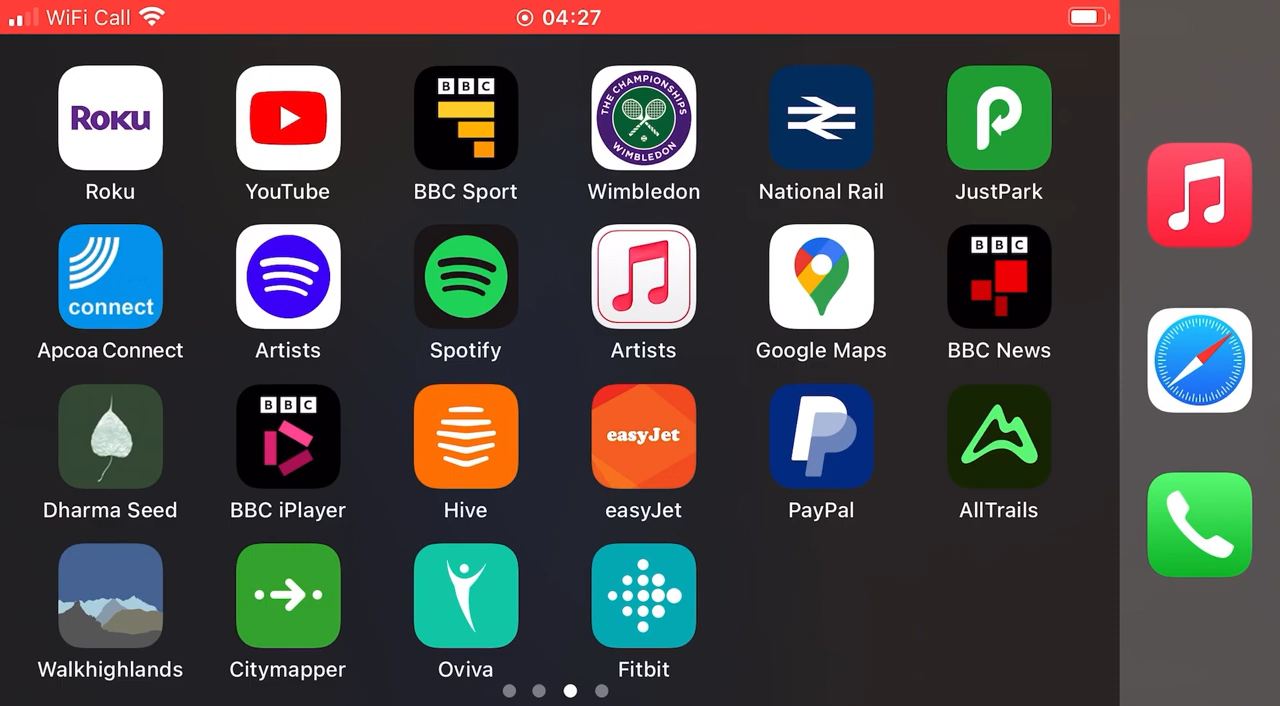 WiFi Call 04:27
Roku
Roku
YouTube
BBC
BBC Sport
THE CHAMPIONSHIPS
WIMBLEDON
Wimbledon
National Rail
JustPark
connect
Apcoa Connect
Artists
Spotify
Artists
Google Maps
BBC
BBC News
Dharma Seed
BBC
BBC iPlayer
Hive
easyJet
easyJet
PayPal
AllTrails
Walkhighlands
Citymapper
Oviva
Fitbit